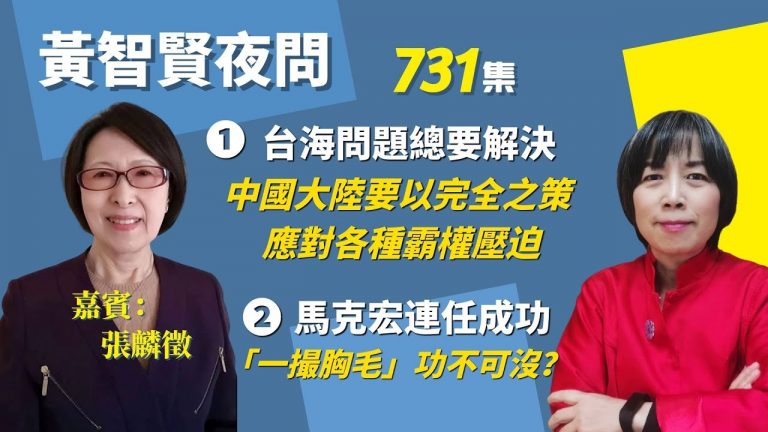 黃智賢夜問
731集
1 台海問題總要解決
中國大陸要以完全之策
應對各種霸權壓迫
嘉賓：
張麟徵
2 馬克宏連任成功
「一撮胸毛」功不可沒？